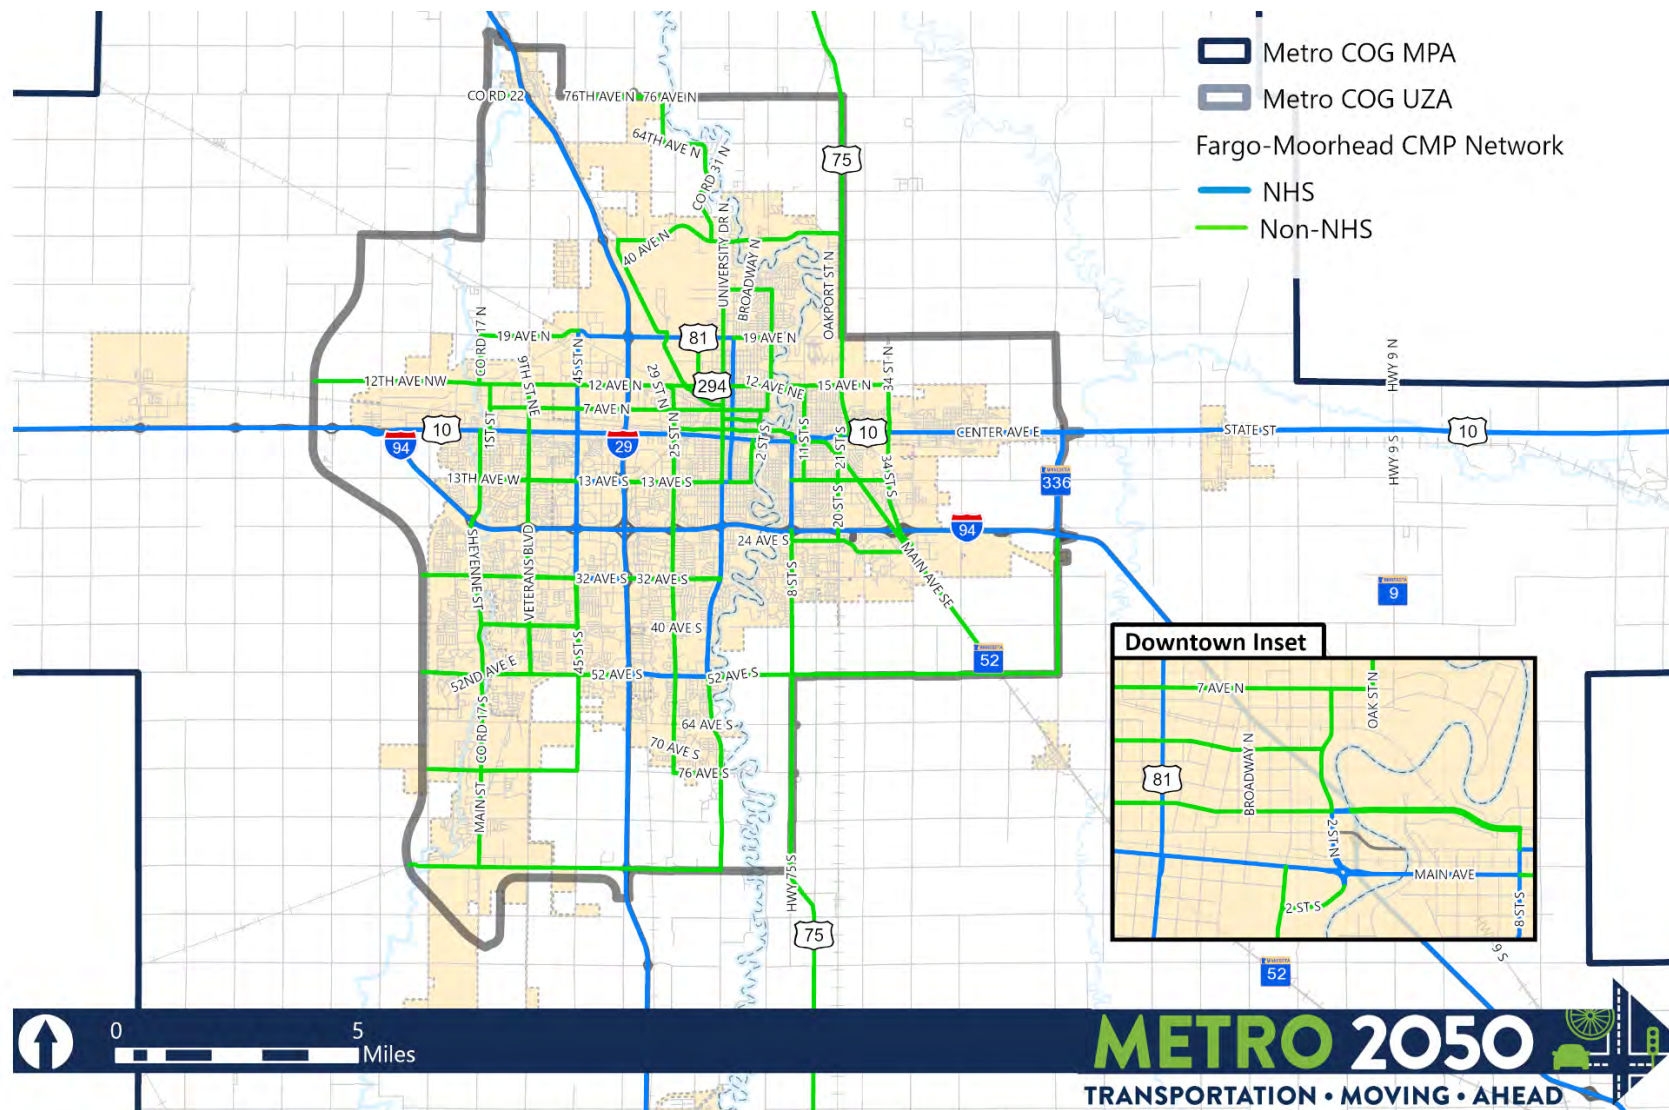 Metro COG MPA
Metro COG UZA
Fargo-Moorhead CMP Network
NHS
Non-NHS
CO RD 22
76TH AVE N
76 AVE N
64TH AVE N
CO RD 31 N
75
40 AVE N
UNIVERSITY DR N
BROADWAY N
OAKPORT ST N
CO RD 17 N
19 AVE N
81
19 AVE N
45 ST N
9TH ST NE
29 ST N
34 ST N
HWY 9 N
12TH AVE NW
12 AVE N
294
12 AVE NE
15 AVE N
7 AVE N
10
1ST ST
94
29
25 ST N
2 ST S
11 ST S
21 ST S
10
CENTER AVE E
STATE ST
10
HWY 9 S
13TH AVE W
13 AVE S
13 AVE S
20 ST S
34 ST S
MINNESOTA
336
94
SHEYENNE ST
VETERANS BLVD
24 AVE S
8 ST S
MAIN AVE SE
32 AVE S
32 AVE S
MINNESOTA
9
40 AVE S
45 ST S
52ND AVE E
52 AVE S
52 AVE S
MINNESOTA
52
MAIN ST
CO RD 17 S
64 AVE S
70 AVE S
76 AVE S
HWY 75 S
75
Downtown Inset
7 AVE N
OAK ST N
BROADWAY N
81
2 ST N
MAIN AVE
2 ST S
8 ST S
HWY 9 S
MINNESOTA
52
0
5
Miles
METRO 2050
TRANSPORTATION • MOVING • AHEAD